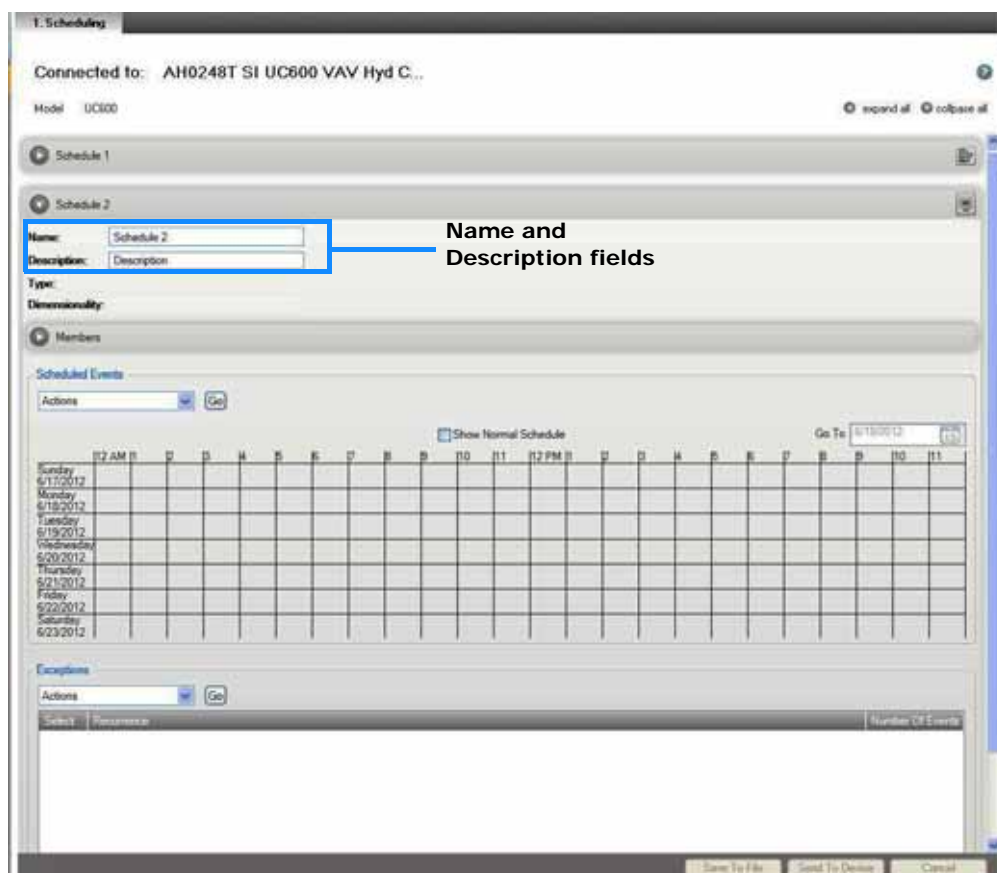 1. Scheduling
Connected to: AH0248T SI UC600 VAV Hyd C...
Model UC600
expand all collpase all
Schedule 1
Schedule 2
Name: Schedule 2
Description: Description
Name and
Description fields
Type:
Dimensionality:
Members
Scheduled Events
Actions Go
Show Normal Schedule
Go To 6/18/2012
12 AM 1 2 3 4 5 6 7 8 9 10 11 12 PM 1 2 3 4 5 6 7 8 9 10 11
Sunday
6/17/2012
Monday
6/18/2012
Tuesday
6/19/2012
Wednesday
6/20/2012
Thursday
6/21/2012
Friday
6/22/2012
Saturday
6/23/2012
Exceptions
Actions Go
Select Recurrence Number Of Events
Save To File Send To Device Cancel